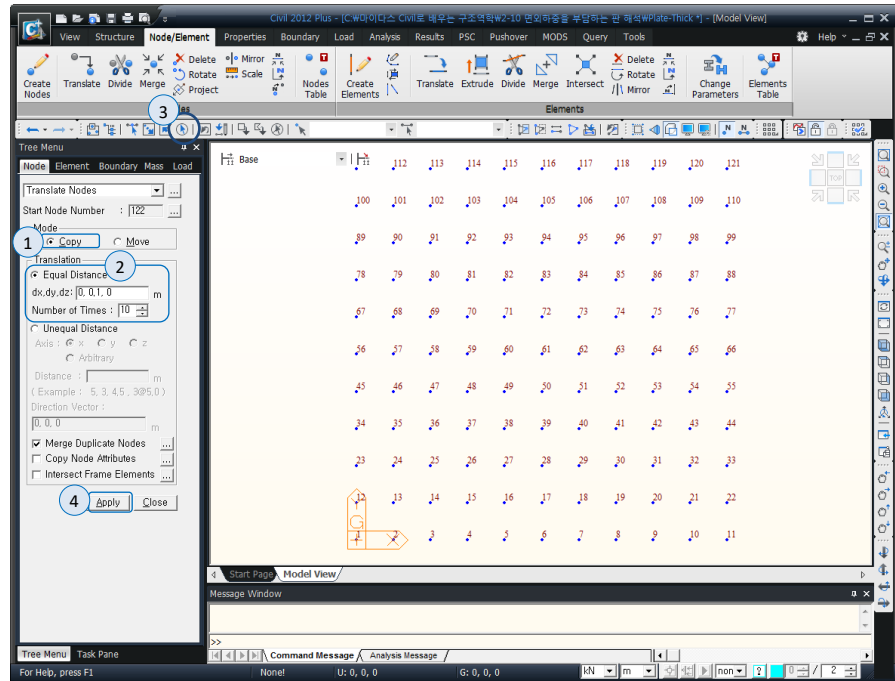 Civil 2012 Plus - [C:₩마이다스 Civil로 배우는 구조역학₩2-10 면외하중을 부담하는 판 해석₩Plate-Thick *] - [Model View]
View Structure Node/Element Properties Boundary Load Analysis Results PSC Pushover MODS Query Tools Help
Create Nodes Translate Divide Merge Delete Rotate Project Mirror Scale Nodes Table
Create Elements Translate Extrude Divide Merge Intersect Delete Rotate Mirror Change Parameters Elements Table
Elements
3
Tree Menu
Node Element Boundary Mass Load
Translate Nodes ...
Start Node Number : 122 ...
Mode
1 Copy Move
Translation
2
Equal Distance
dx,dy,dz: 0, 0,1, 0 m
Number of Times : 10
Unequal Distance
Axis : x y z
Arbitrary
Distance : m
( Example : 5, 3, 4,5 , 3@5,0 )
Direction Vector :
0, 0, 0 m
Merge Duplicate Nodes ...
Copy Node Attributes ...
Intersect Frame Elements ...
4 Apply Close
Tree Menu Task Pane
Base
TOP
112 113 114 115 116 117 118 119 120 121
100 101 102 103 104 105 106 107 108 109 110
89 90 91 92 93 94 95 96 97 98 99
78 79 80 81 82 83 84 85 86 87 88
67 68 69 70 71 72 73 74 75 76 77
56 57 58 59 60 61 62 63 64 65 66
45 46 47 48 49 50 51 52 53 54 55
34 35 36 37 38 39 40 41 42 43 44
23 24 25 26 27 28 29 30 31 32 33
12 13 14 15 16 17 18 19 20 21 22
G
1 2 3 4 5 6 7 8 9 10 11
X
Start Page Model View
Message Window
>>
Command Message Analysis Message
For Help, press F1 None! U: 0, 0, 0 G: 0, 0, 0 kN m non ? 0 / 2